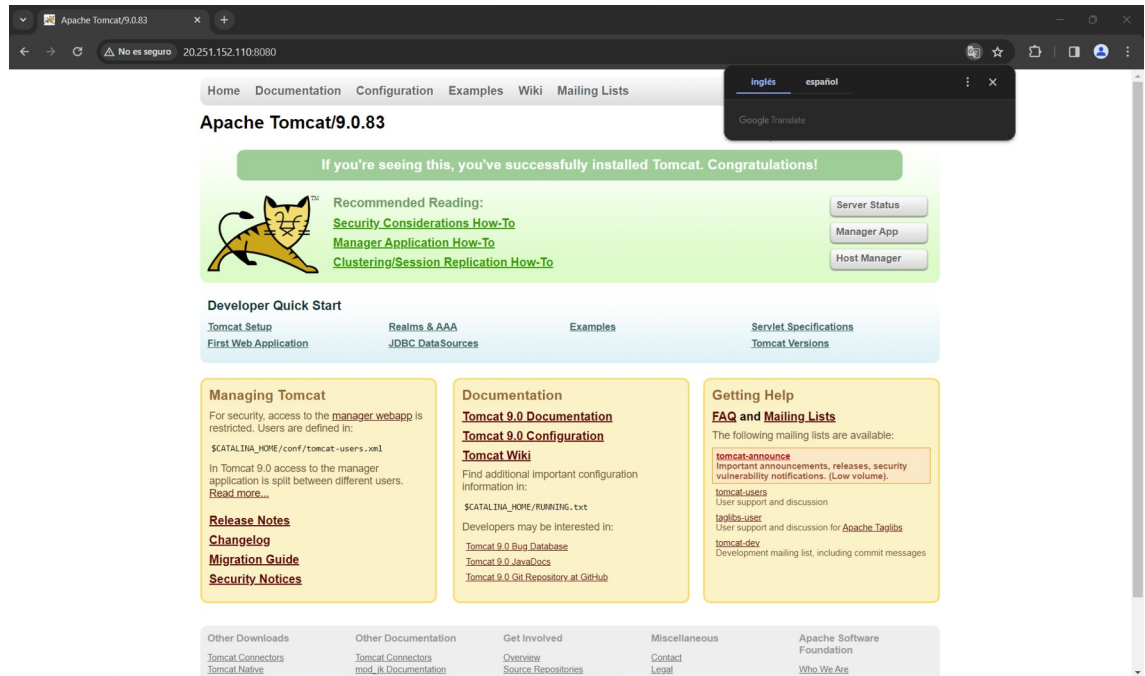 Apache Tomcat/9.0.83
No es seguro 20.251.152.110:8080
inglés español
Google Translate
Home Documentation Configuration Examples Wiki Mailing Lists
Apache Tomcat/9.0.83
If you're seeing this, you've successfully installed Tomcat. Congratulations!
TM
Recommended Reading:
Security Considerations How-To
Manager Application How-To
Clustering/Session Replication How-To
Server Status
Manager App
Host Manager
Developer Quick Start
Tomcat Setup
First Web Application
Realms & AAA
JDBC DataSources
Examples
Servlet Specifications
Tomcat Versions
Managing Tomcat
For security, access to the manager webapp is
restricted. Users are defined in:
$CATALINA_HOME/conf/tomcat-users.xml
In Tomcat 9.0 access to the manager
application is split between different users.
Read more...
Release Notes
Changelog
Migration Guide
Security Notices
Documentation
Tomcat 9.0 Documentation
Tomcat 9.0 Configuration
Tomcat Wiki
Find additional important configuration
information in:
$CATALINA_HOME/RUNNING.txt
Developers may be interested in:
Tomcat 9.0 Bug Database
Tomcat 9.0 JavaDocs
Tomcat 9.0 Git Repository at GitHub
Getting Help
FAQ and Mailing Lists
The following mailing lists are available:
tomcat-announce
Important announcements, releases, security
vulnerability notifications. (Low volume).
tomcat-users
User support and discussion
taglibs-user
User support and discussion for Apache Taglibs
tomcat-dev
Development mailing list, including commit messages
Other Downloads
Tomcat Connectors
Tomcat Native
Other Documentation
Tomcat Connectors
mod_jk Documentation
Get Involved
Overview
Source Repositories
Miscellaneous
Contact
Legal
Apache Software
Foundation
Who We Are